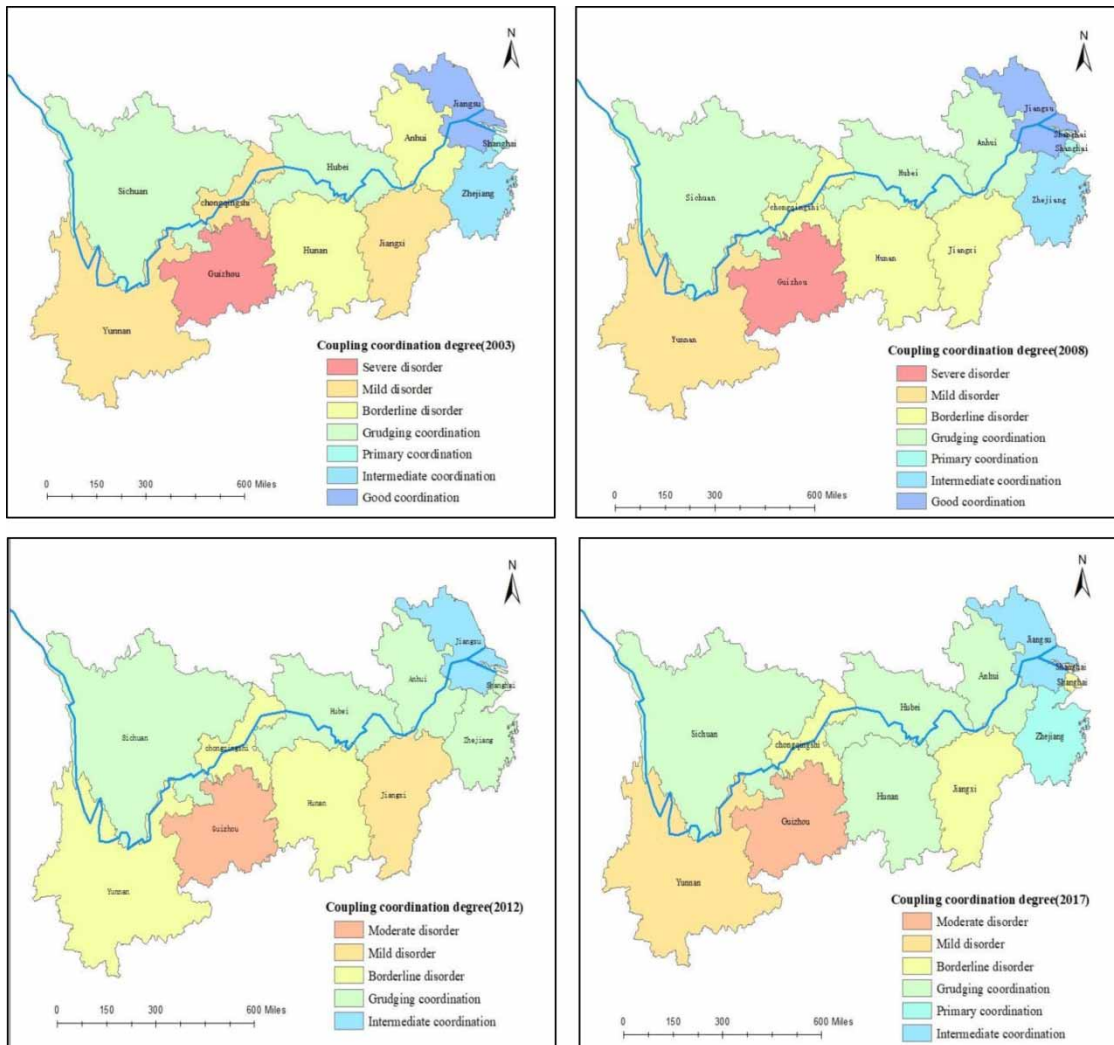 N
Jiangsu
Anhui
Shanghai
Hubei
Sichuan
Zhejiang
chongqingshi
Jiangxi
Hunan
Guizhou
Yunnan
Coupling coordination degree(2003)
Severe disorder
Mild disorder
Borderline disorder
Grudging coordination
Primary coordination
Intermediate coordination
Good coordination
0 150 300 600 Miles
N
Jiangsu
Shanghai
Anhui
Shanghai
Hubei
Sichuan
Zhejiang
chongqingshi
Jiangxi
Hunan
Guizhou
Yunnan
Coupling coordination degree(2008)
Severe disorder
Mild disorder
Borderline disorder
Grudging coordination
Primary coordination
Intermediate coordination
Good coordination
0 150 300 600 Miles
N
Jiangsu
Anhui
Shanghai
Hubei
Zhejiang
Sichuan
chongqingshi
Jiangxi
Hunan
Guizhou
Yunnan
Coupling coordination degree(2012)
Moderate disorder
Mild disorder
Borderline disorder
Grudging coordination
Intermediate coordination
0 150 300 600 Miles
N
Jiangsu
Shanghai
Anhui
Shanghai
Hubei
Sichuan
Zhejiang
chongqingshi
Jiangxi
Hunan
Guizhou
Yunnan
Coupling coordination degree(2017)
Moderate disorder
Mild disorder
Borderline disorder
Grudging coordination
Primary coordination
Intermediate coordination
0 150 300 600 Miles